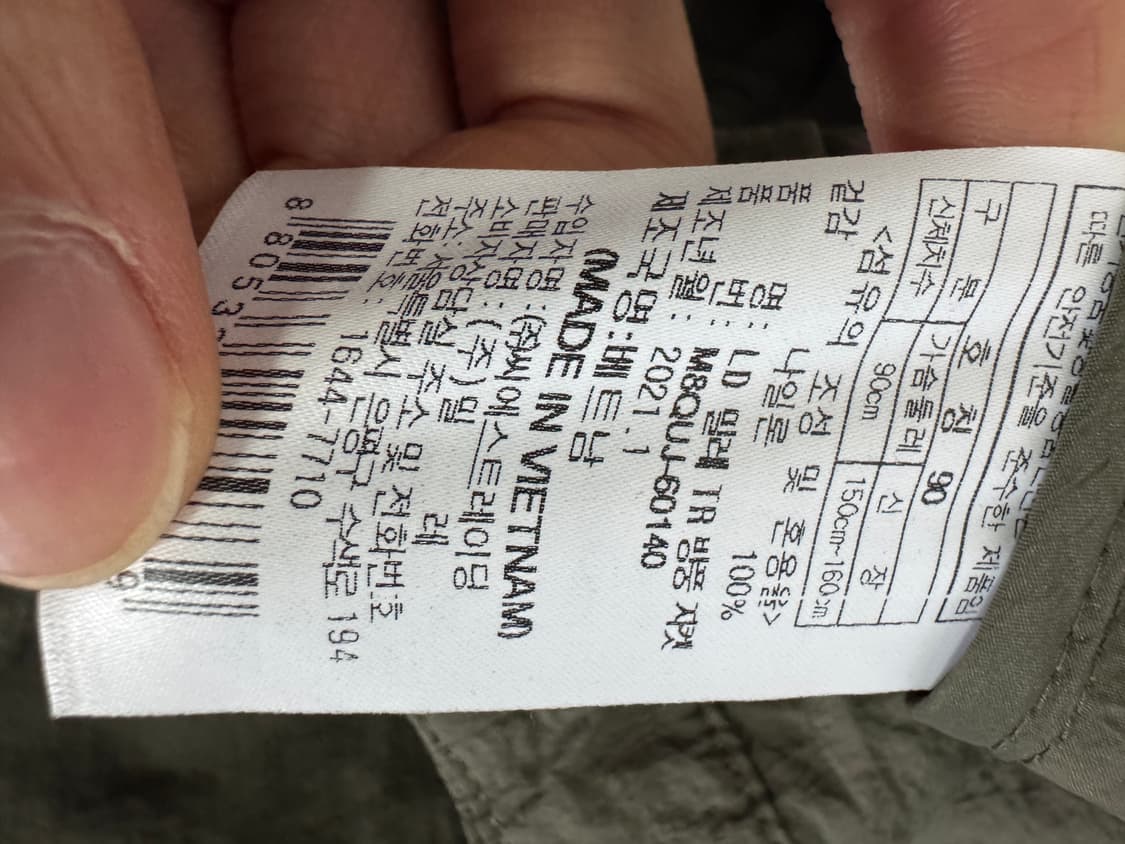 따른 안전기준을 준수한 제품임
구 분 호 칭 90
신체치수 가슴둘레 신 장
90cm 150cm~160cm
<섬유의 조성 및 혼용율>
겉감 나일론 100%
품 명: LD 밀레 TR 방풍 자켓
품 번: M8QUJ-60140
제조년월: 2021.1
제조국명:베트남
(MADE IN VIETNAM)
수입자명:(주)씨에스트레이딩
판매자명:(주)밀 레
소비자상담실 주소 및 전화번호
주소:서울특별시 은평구 수색로 194
전화번호: 1644-7710
8 8053